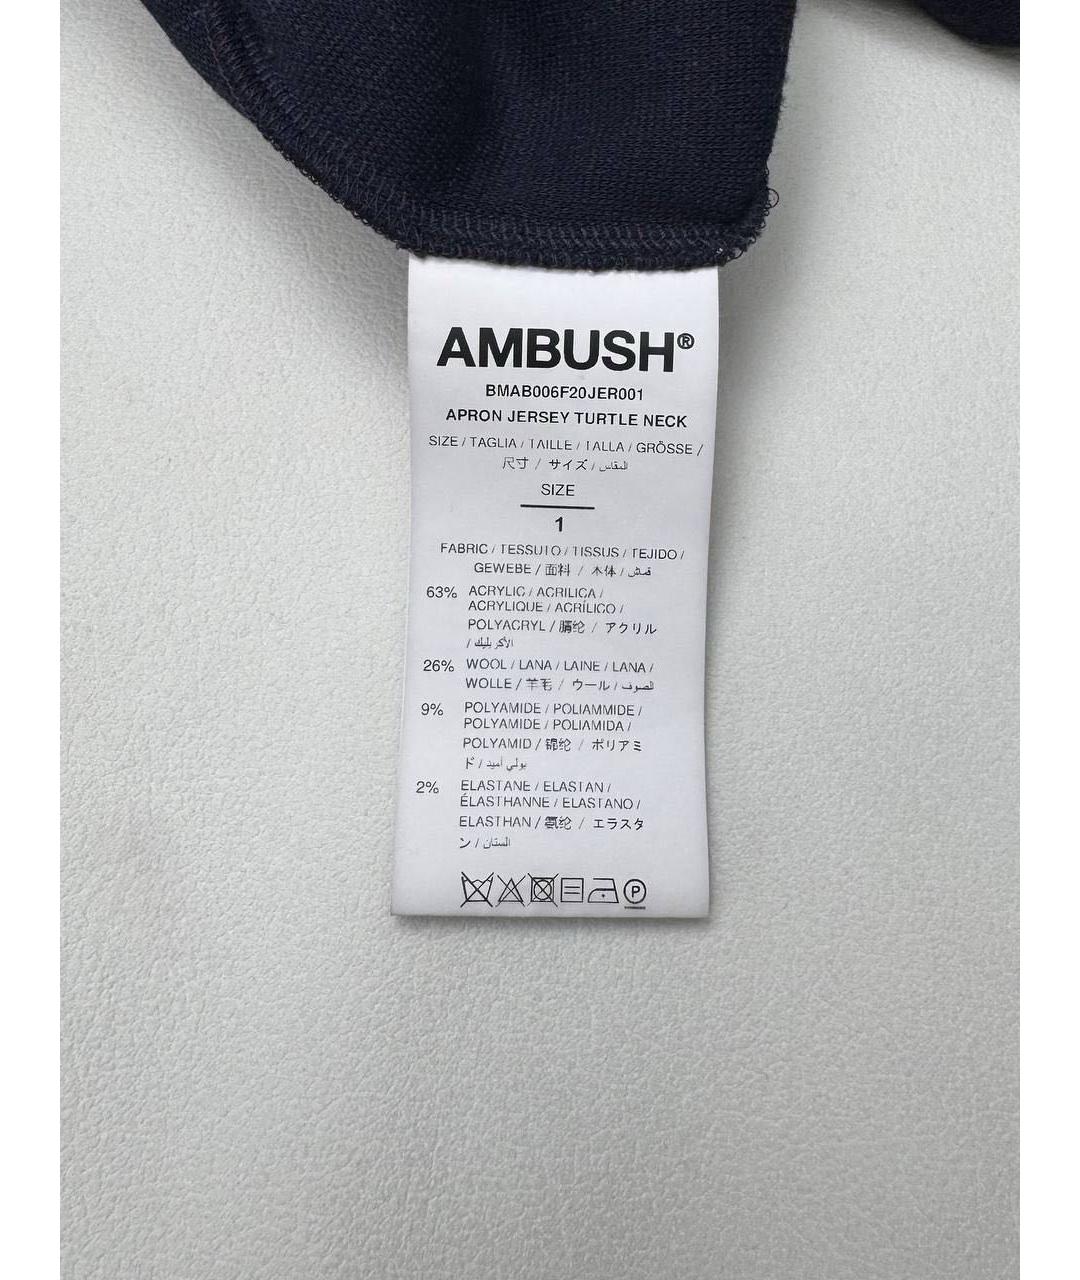 AMBUSH®
BMAB006F20JER001
APRON JERSEY TURTLE NECK
SIZE / TAGLIA / TAILLE / TALLA / GRÖSSE /
尺寸 / サイズ / المقاس
SIZE
1
FABRIC / TESSUTO / TISSUS / TEJIDO /
GEWEBE / 面料 / 本体 / قمش
63% ACRYLIC / ACRILICA /
ACRYLIQUE / ACRÍLICO /
POLYACRYL / 腈纶 / アクリル
/ الأكريليك
26% WOOL / LANA / LAINE / LANA /
WOLLE / 羊毛 / ウール / الصوف
9% POLYAMIDE / POLIAMMIDE /
POLYAMIDE / POLIAMIDA /
POLYAMID / 锦纶 / ポリアミ
ド / بولي أميد
2% ELASTANE / ELASTAN /
ÉLASTHANNE / ELASTANO /
ELASTHAN / 氨纶 / エラスタ
ン / الستان
P